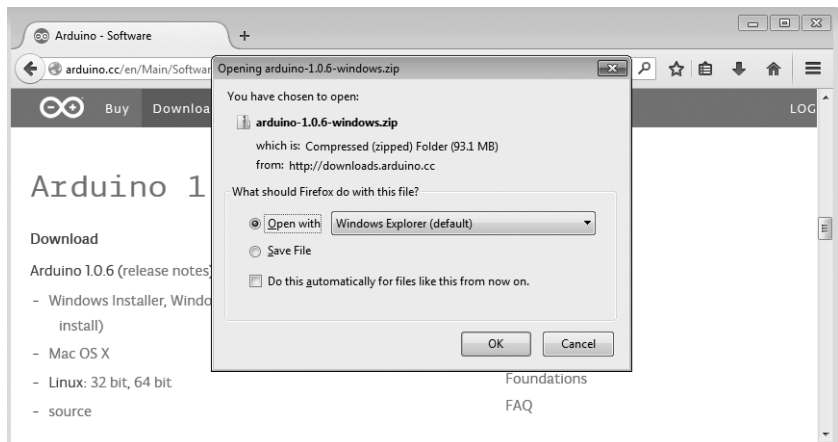 Arduino - Software
arduino.cc/en/Main/Softwar
Opening arduino-1.0.6-windows.zip
Buy Downloa
LOG
You have chosen to open:
arduino-1.0.6-windows.zip
which is: Compressed (zipped) Folder (93.1 MB)
from: http://downloads.arduino.cc
What should Firefox do with this file?
Open with Windows Explorer (default)
Save File
Do this automatically for files like this from now on.
OK Cancel
Arduino 1
Download
Arduino 1.0.6 (release notes)
- Windows Installer, Windo
install)
- Mac OS X
- Linux: 32 bit, 64 bit
- source
Foundations
FAQ